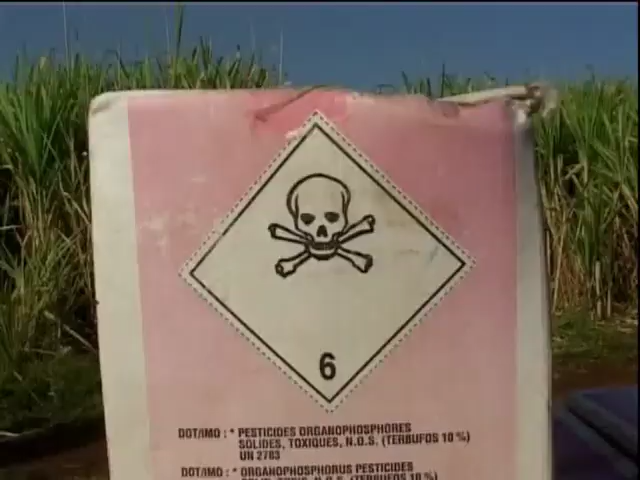 6
DOT/IMO : * PESTICIDES ORGANOPHOSPHORES
SOLIDES, TOXIQUES, N.O.S. (TERBUFOS 10 %)
UN 2783
DOT/IMO : * ORGANOPHOSPHORUS PESTICIDES
SOLID, TOXIC, N.O.S. (TERBUFOS 10 %)